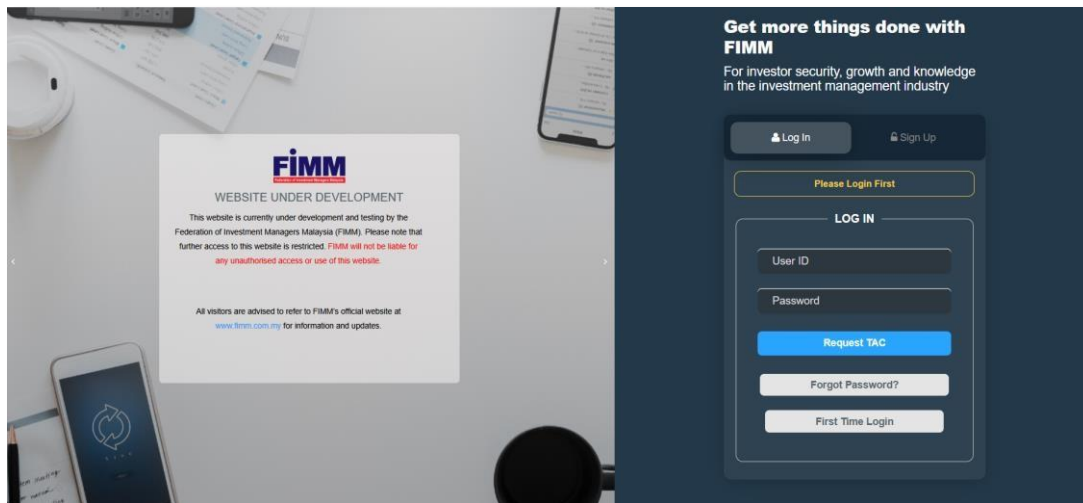 FiMM
Federation of Investment Managers Malaysia
WEBSITE UNDER DEVELOPMENT
This website is currently under development and testing by the
Federation of Investment Managers Malaysia (FIMM). Please note that
further access to this website is restricted. FIMM will not be liable for
any unauthorised access or use of this website.
All visitors are advised to refer to FIMM's official website at
www.fimm.com.my for information and updates.
Get more things done with
FIMM
For investor security, growth and knowledge
in the investment management industry
Log In
Sign Up
Please Login First
LOG IN
User ID
Password
Request TAC
Forgot Password?
First Time Login